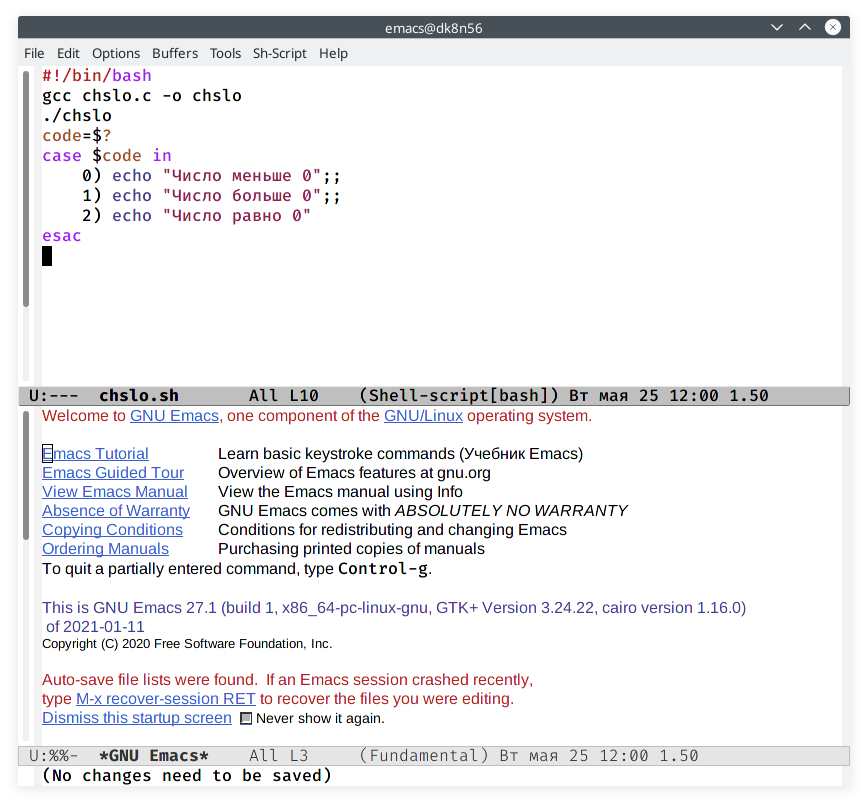 emacs@dk8n56
File Edit Options Buffers Tools Sh-Script Help
#!/bin/bash
gcc chslo.c -o chslo
./chslo
code=$?
case $code in
    0) echo "Число меньше 0";;
    1) echo "Число больше 0";;
    2) echo "Число равно 0"
esac
U:---  chslo.sh       All L10    (Shell-script[bash]) Вт мая 25 12:00 1.50
Welcome to GNU Emacs, one component of the GNU/Linux operating system.
Emacs Tutorial Learn basic keystroke commands (Учебник Emacs)
Emacs Guided Tour Overview of Emacs features at gnu.org
View Emacs Manual View the Emacs manual using Info
Absence of Warranty GNU Emacs comes with ABSOLUTELY NO WARRANTY
Copying Conditions Conditions for redistributing and changing Emacs
Ordering Manuals Purchasing printed copies of manuals
To quit a partially entered command, type Control-g.
This is GNU Emacs 27.1 (build 1, x86_64-pc-linux-gnu, GTK+ Version 3.24.22, cairo version 1.16.0)
of 2021-01-11
Copyright (C) 2020 Free Software Foundation, Inc.
Auto-save file lists were found.  If an Emacs session crashed recently,
type M-x recover-session RET to recover the files you were editing.
Dismiss this startup screen Never show it again.
U:%%-  *GNU Emacs*    All L3     (Fundamental) Вт мая 25 12:00 1.50
(No changes need to be saved)